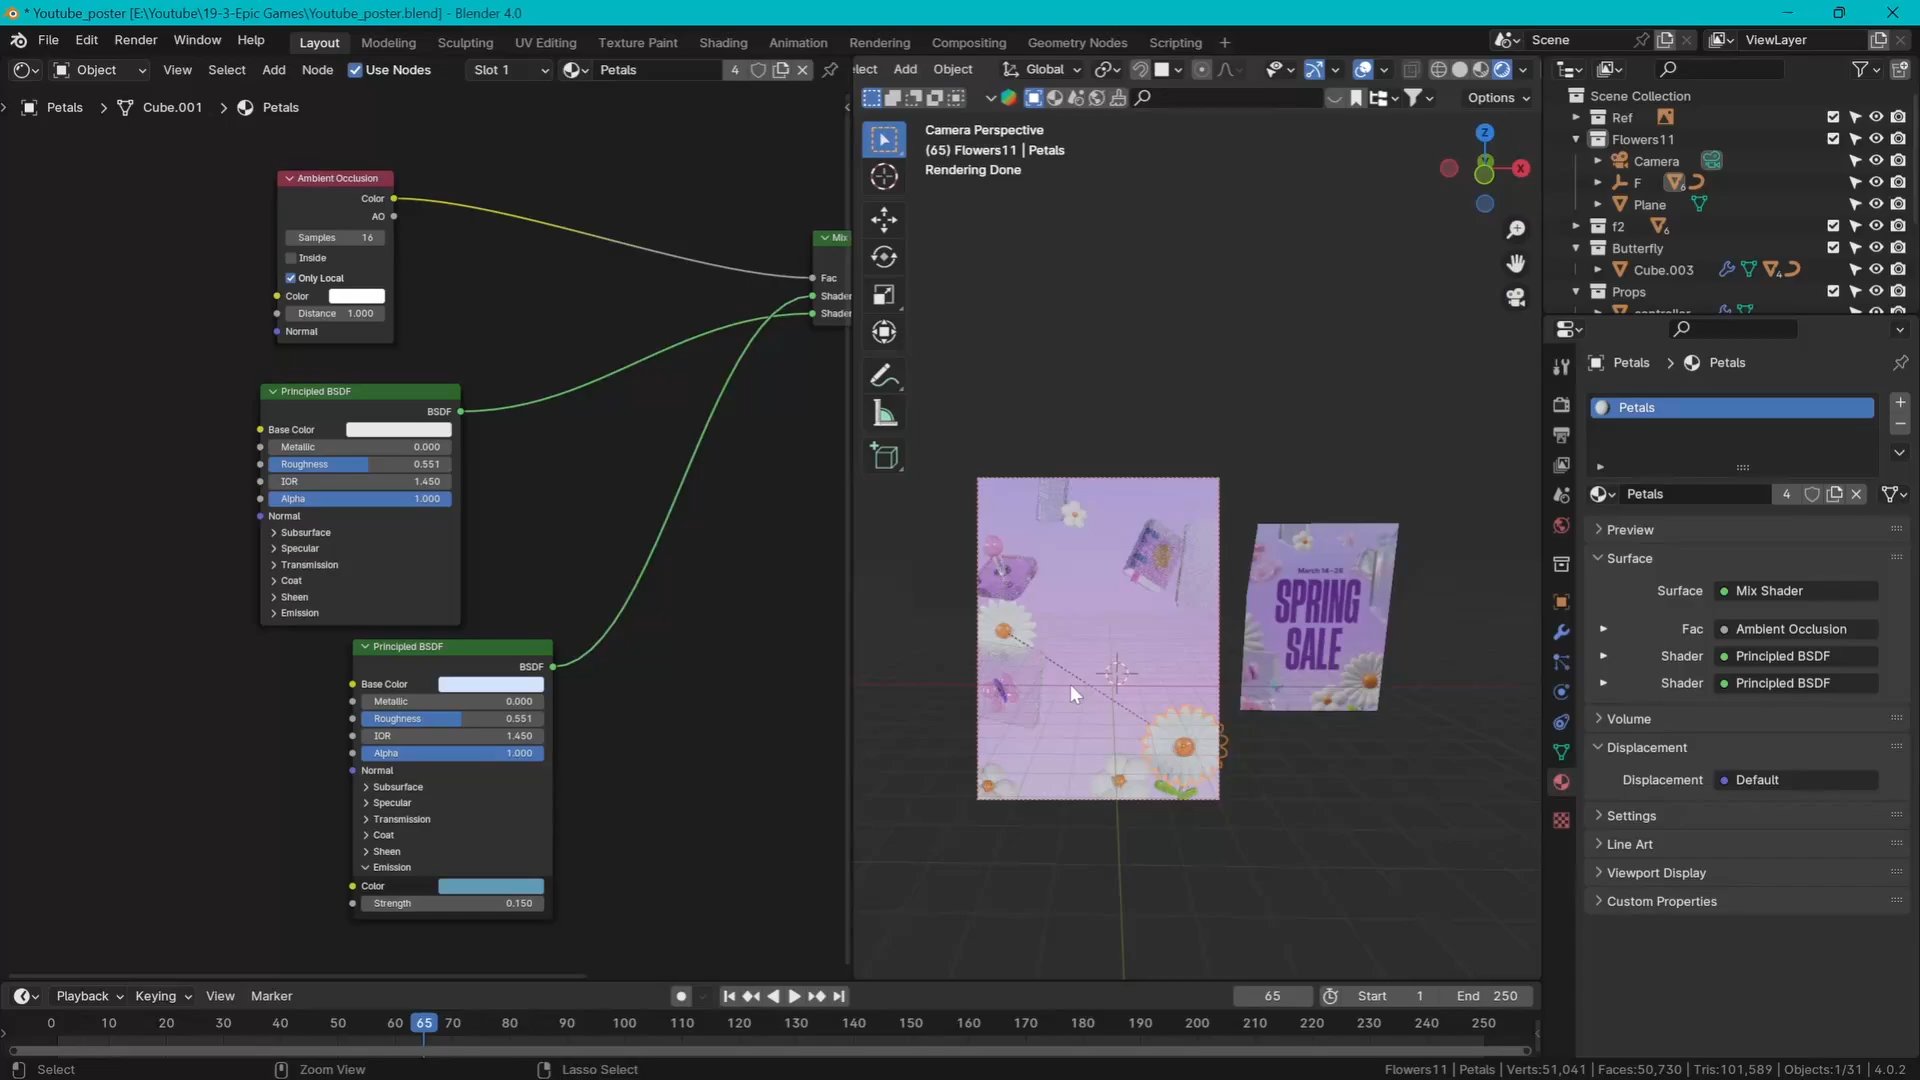 * Youtube_poster [E:\Youtube\19-3-Epic Games\Youtube_poster.blend] - Blender 4.0
File Edit Render Window Help
Layout Modeling Sculpting UV Editing Texture Paint Shading Animation Rendering Compositing Geometry Nodes Scripting +
Scene
ViewLayer
Object View Select Add Node Use Nodes Slot 1 Petals 4
lect Add Object Global
Petals > Cube.001 > Petals
Options
Camera Perspective
(65) Flowers11 | Petals
Rendering Done
Ambient Occlusion
Color
AO
Samples 16
Inside
Only Local
Color
Distance 1.000
Normal
Mix
Fac
Shader
Shader
Principled BSDF
BSDF
Base Color
Metallic 0.000
Roughness 0.551
IOR 1.450
Alpha 1.000
Normal
Subsurface
Specular
Transmission
Coat
Sheen
Emission
Principled BSDF
BSDF
Base Color
Metallic 0.000
Roughness 0.551
IOR 1.450
Alpha 1.000
Normal
Subsurface
Specular
Transmission
Coat
Sheen
Emission
Color
Strength 0.150
Z
Y
X
March 14-28
SPRING
SALE
Scene Collection
Ref
Flowers11
Camera
F 6
Plane
f2 6
Butterfly
Cube.003 4
Props
Petals > Petals
Petals
Petals 4
Preview
Surface
Surface Mix Shader
Fac Ambient Occlusion
Shader Principled BSDF
Shader Principled BSDF
Volume
Displacement
Displacement Default
Settings
Line Art
Viewport Display
Custom Properties
Playback Keying View Marker
65 Start 1 End 250
0 10 20 30 40 50 60 65 70 80 90 100 110 120 130 140 150 160 170 180 190 200 210 220 230 240 250
Select Zoom View Lasso Select
Flowers11 | Petals | Verts:51,041 | Faces:50,730 | Tris:101,589 | Objects:1/31 | 4.0.2